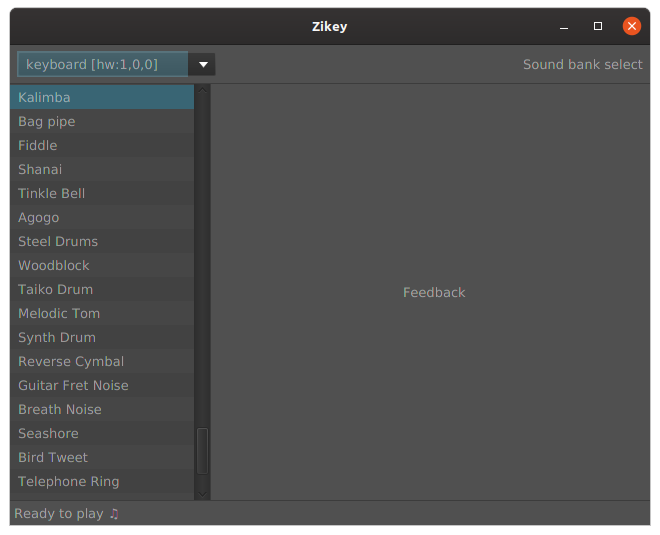 Zikey
keyboard [hw:1,0,0]
Sound bank select
Kalimba
Bag pipe
Fiddle
Shanai
Tinkle Bell
Agogo
Steel Drums
Woodblock
Taiko Drum
Melodic Tom
Synth Drum
Reverse Cymbal
Guitar Fret Noise
Breath Noise
Seashore
Bird Tweet
Telephone Ring
Feedback
Ready to play ♫